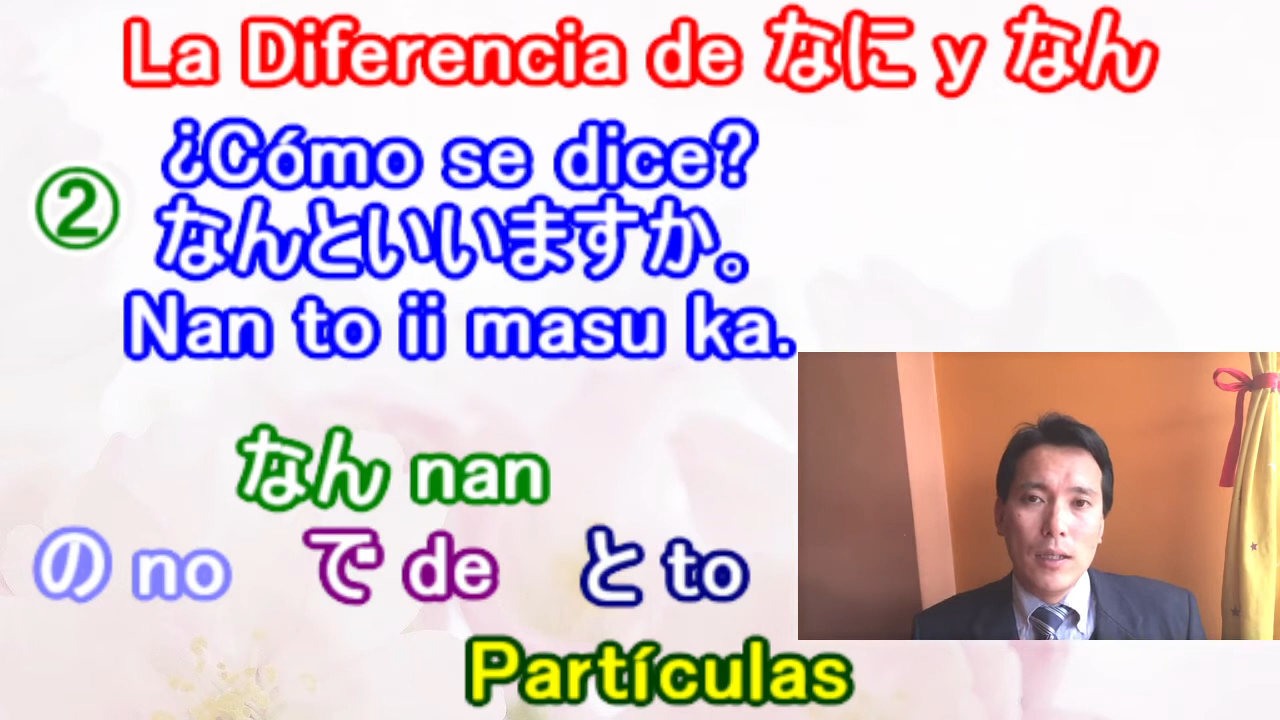 La Diferencia de なに y なん
② ¿Cómo se dice?
なんといいますか。
Nan to ii masu ka.
なん nan
の no で de と to
Partículas